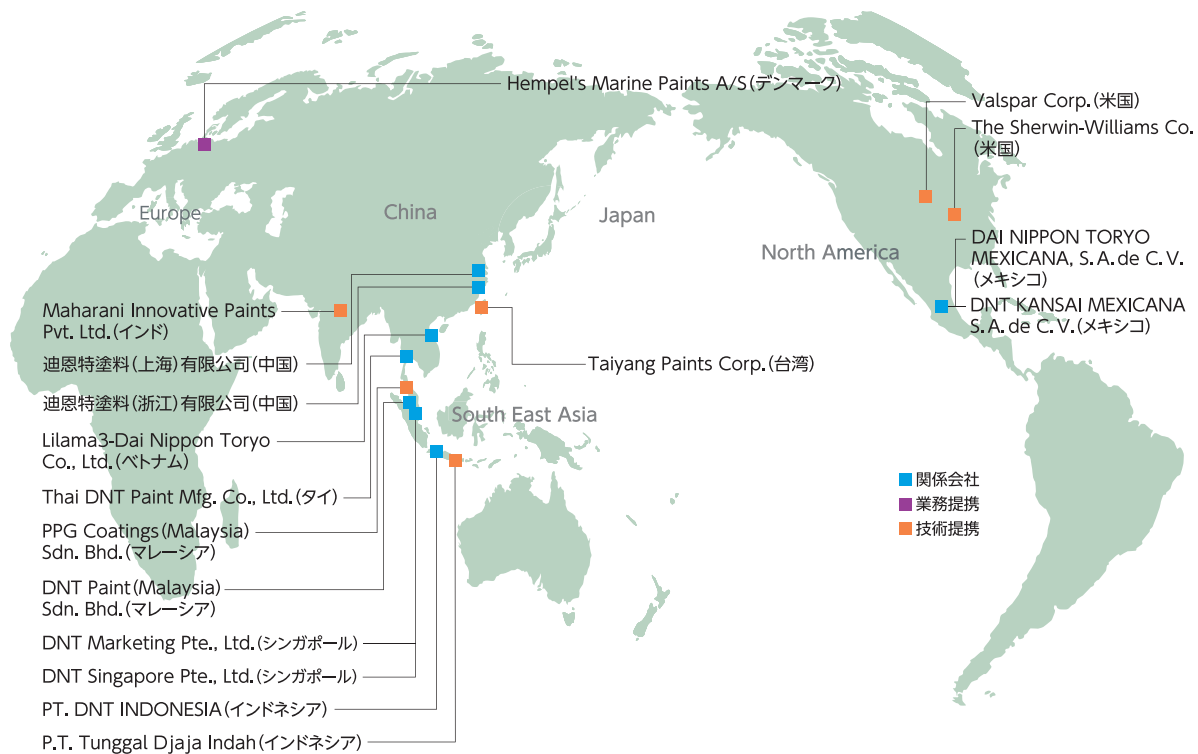 Hempel's Marine Paints A/S(デンマーク)
Valspar Corp.(米国)
The Sherwin-Williams Co.
(米国)
Europe
China
Japan
North America
DAI NIPPON TORYO
MEXICANA, S.A.de C.V.
(メキシコ)
DNT KANSAI MEXICANA
S.A.de C.V.(メキシコ)
Maharani Innovative Paints
Pvt. Ltd.(インド)
迪恩特塗料(上海)有限公司(中国)
Taiyang Paints Corp.(台湾)
迪恩特塗料(浙江)有限公司(中国)
South East Asia
Lilama3-Dai Nippon Toryo
Co., Ltd.(ベトナム)
Thai DNT Paint Mfg. Co., Ltd.(タイ)
PPG Coatings(Malaysia)
Sdn. Bhd.(マレーシア)
DNT Paint(Malaysia)
Sdn. Bhd.(マレーシア)
DNT Marketing Pte., Ltd.(シンガポール)
DNT Singapore Pte., Ltd.(シンガポール)
PT. DNT INDONESIA(インドネシア)
P.T. Tunggal Djaja Indah(インドネシア)
関係会社
業務提携
技術提携